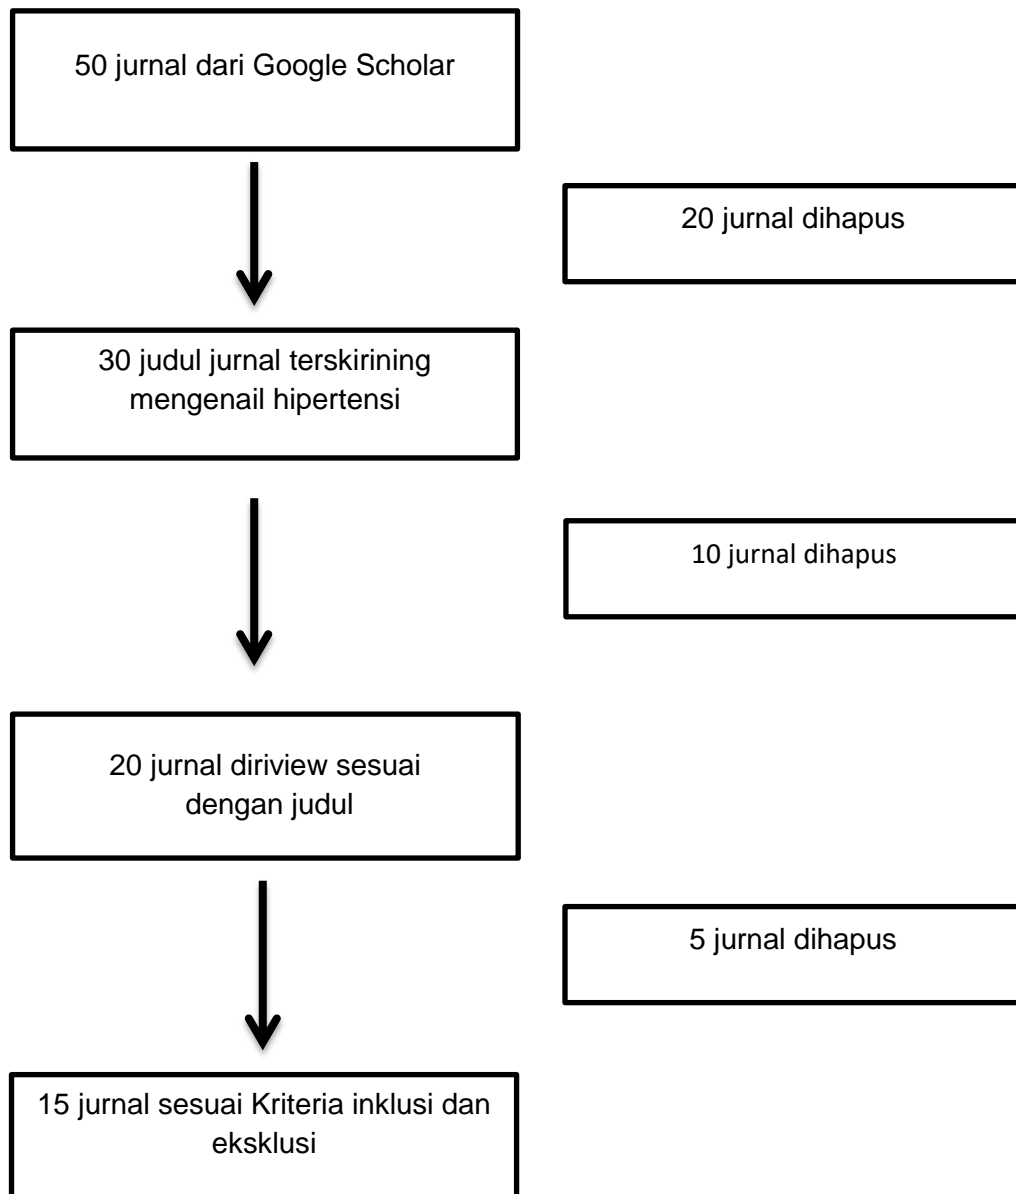 50 jurnal dari Google Scholar
20 jurnal dihapus
30 judul jurnal terskirining
mengenail hipertensi
10 jurnal dihapus
20 jurnal diriview sesuai
dengan judul
5 jurnal dihapus
15 jurnal sesuai Kriteria inklusi dan
eksklusi